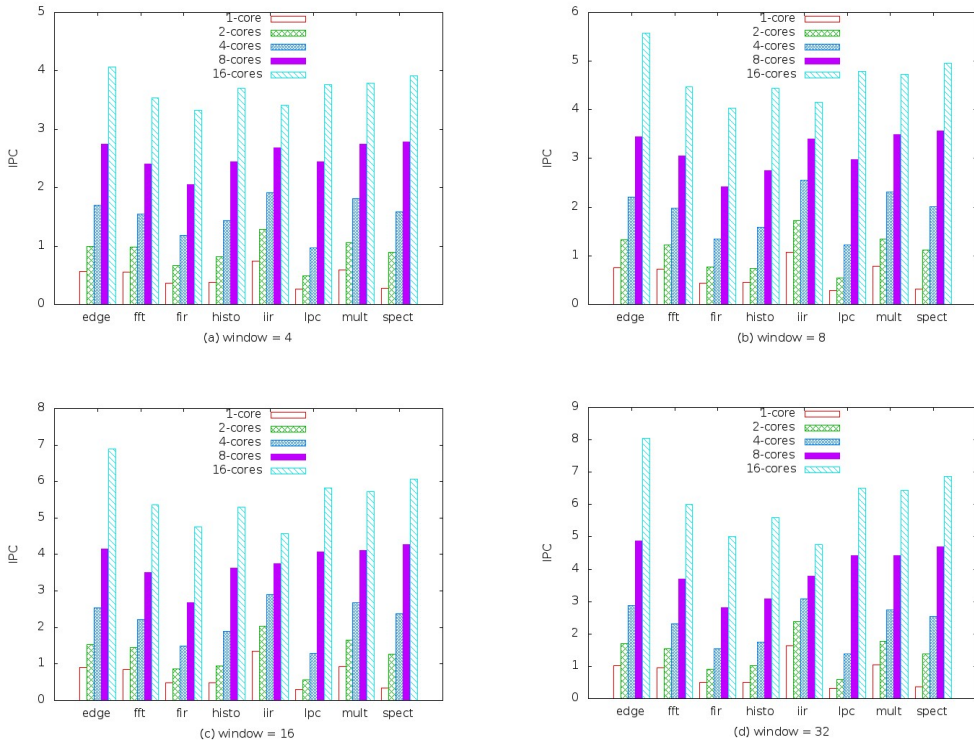 5
4
3
2
1
0
IPC
1-core
2-cores
4-cores
8-cores
16-cores
edge fft fir histo iir lpc mult spect
(a) window = 4
6
5
4
3
2
1
0
IPC
1-core
2-cores
4-cores
8-cores
16-cores
edge fft fir histo iir lpc mult spect
(b) window = 8
8
7
6
5
4
3
2
1
0
IPC
1-core
2-cores
4-cores
8-cores
16-cores
edge fft fir histo iir lpc mult spect
(c) window = 16
9
8
7
6
5
4
3
2
1
0
IPC
1-core
2-cores
4-cores
8-cores
16-cores
edge fft fir histo iir lpc mult spect
(d) window = 32